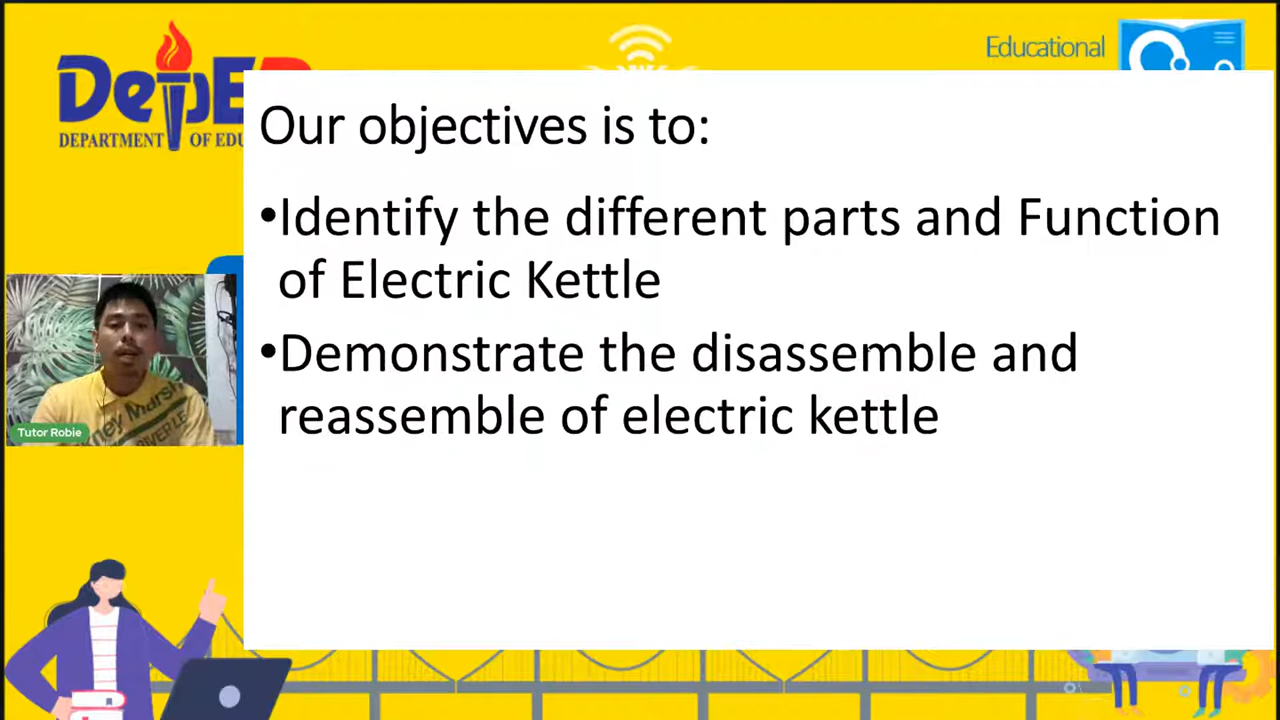 DepED
DEPARTMENT OF EDU
Educational
Our objectives is to:
•Identify the different parts and Function
of Electric Kettle
•Demonstrate the disassemble and
reassemble of electric kettle
Tutor Robie